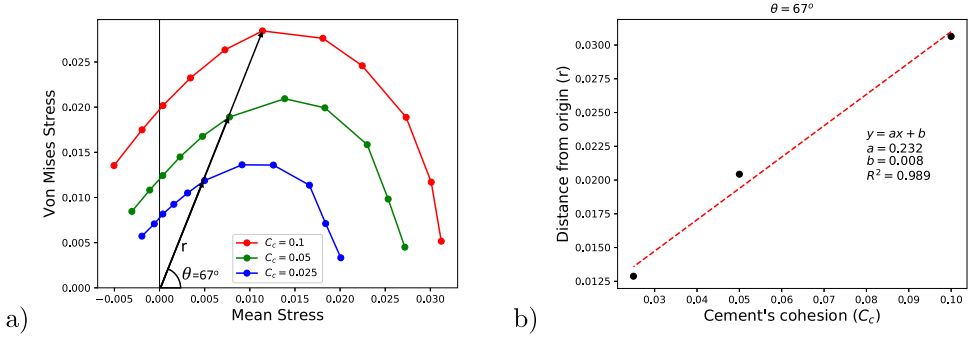 a)
Von Mises Stress
0.025
0.020
0.015
0.010
0.005
0.000
−0.005 0.000 0.005 0.010 0.015 0.020 0.025 0.030
Mean Stress
r
θ=67°
C_c = 0.1
C_c = 0.05
C_c = 0.025
b)
θ = 67°
Distance from origin (r)
0.0300
0.0275
0.0250
0.0225
0.0200
0.0175
0.0150
0.0125
y = ax + b
a = 0.232
b = 0.008
R² = 0.989
0.03 0.04 0.05 0.06 0.07 0.08 0.09 0.10
Cement's cohesion (C_c)